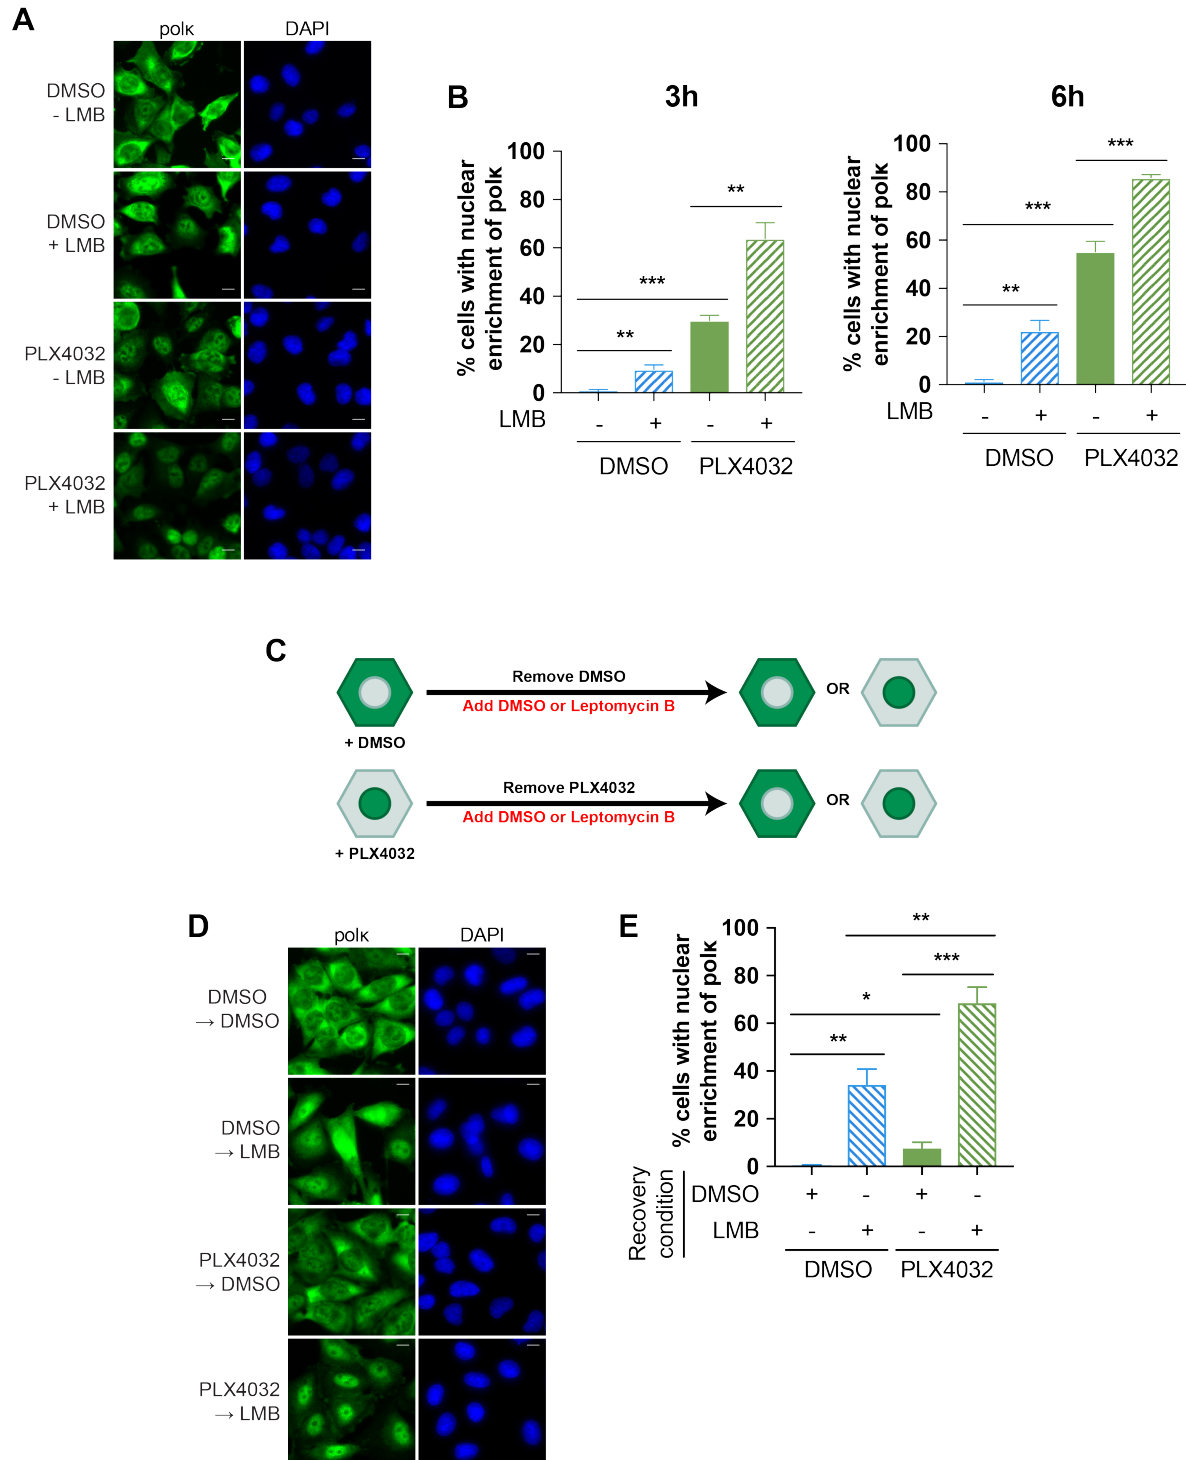 A
polκ
DAPI
DMSO
- LMB
DMSO
+ LMB
PLX4032
- LMB
PLX4032
+ LMB
B
3h
% cells with nuclear
enrichment of polκ
100
80
60
40
20
0
**
***
**
LMB
- + - +
DMSO
PLX4032
6h
% cells with nuclear
enrichment of polκ
100
80
60
40
20
0
**
***
***
LMB
- + - +
DMSO
PLX4032
C
+ DMSO
Remove DMSO
Add DMSO or Leptomycin B
OR
+ PLX4032
Remove PLX4032
Add DMSO or Leptomycin B
OR
D
polκ
DAPI
DMSO
→ DMSO
DMSO
→ LMB
PLX4032
→ DMSO
PLX4032
→ LMB
E
% cells with nuclear
enrichment of polκ
100
80
60
40
20
0
**
***
*
**
Recovery
condition
DMSO + - + -
LMB - + - +
DMSO
PLX4032